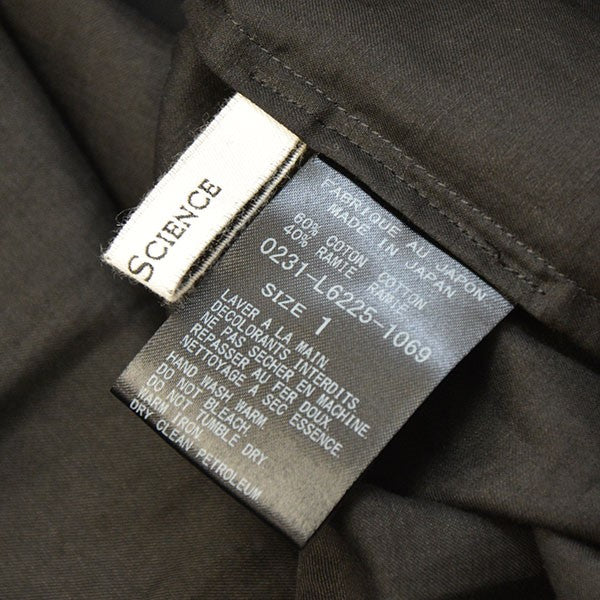 SCIENCE
FABRIQUE AU JAPON
MADE IN JAPAN
60% COTON COTTON
40% RAMIE RAMIE
0231-L6225-1069
SIZE 1
LAVER A LA MAIN
DECOLORANTS INTERDITS
NE PAS SECHER EN MACHINE
REPASSER AU FER DOUX
NETTOYAGE A SEC ESSENCE
HAND WASH WARM
DO NOT BLEACH
DO NOT TUMBLE DRY
WARM IRON
DRY CLEAN PETROLEUM